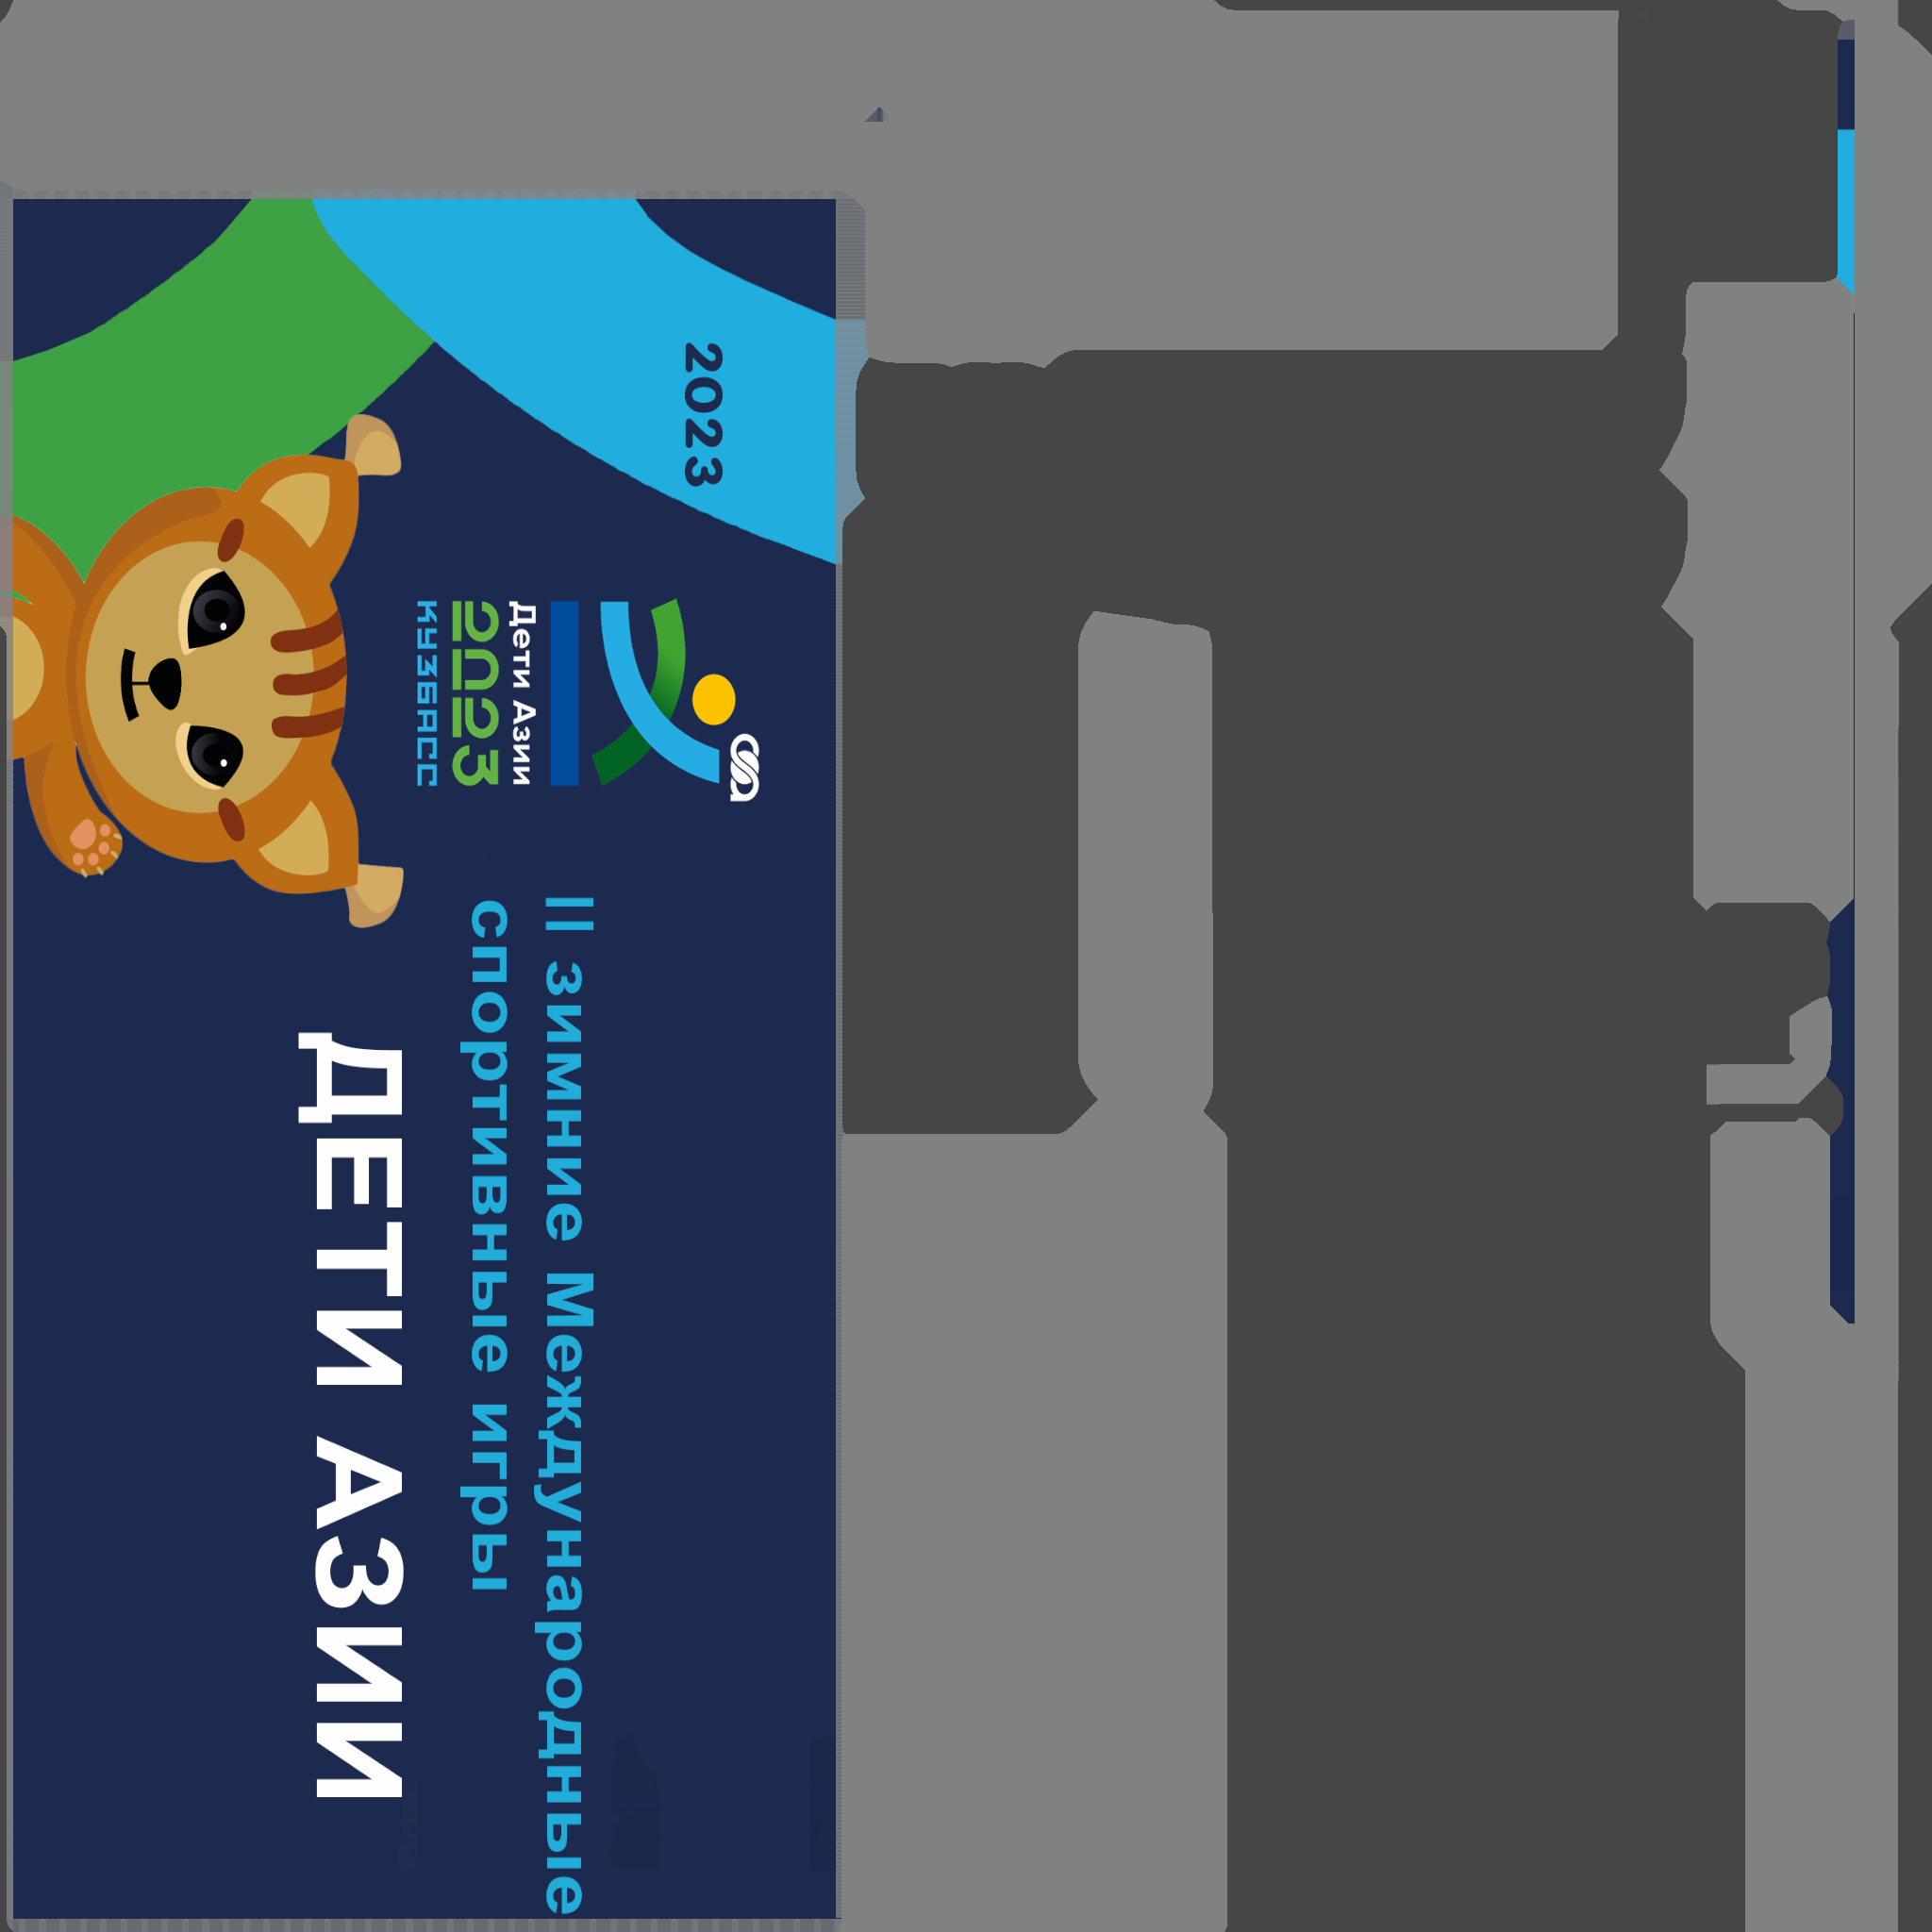 2023
Дети Азии
2023
КУЗБАСС
II зимние Международные
спортивные игры
ДЕТИ АЗИИ